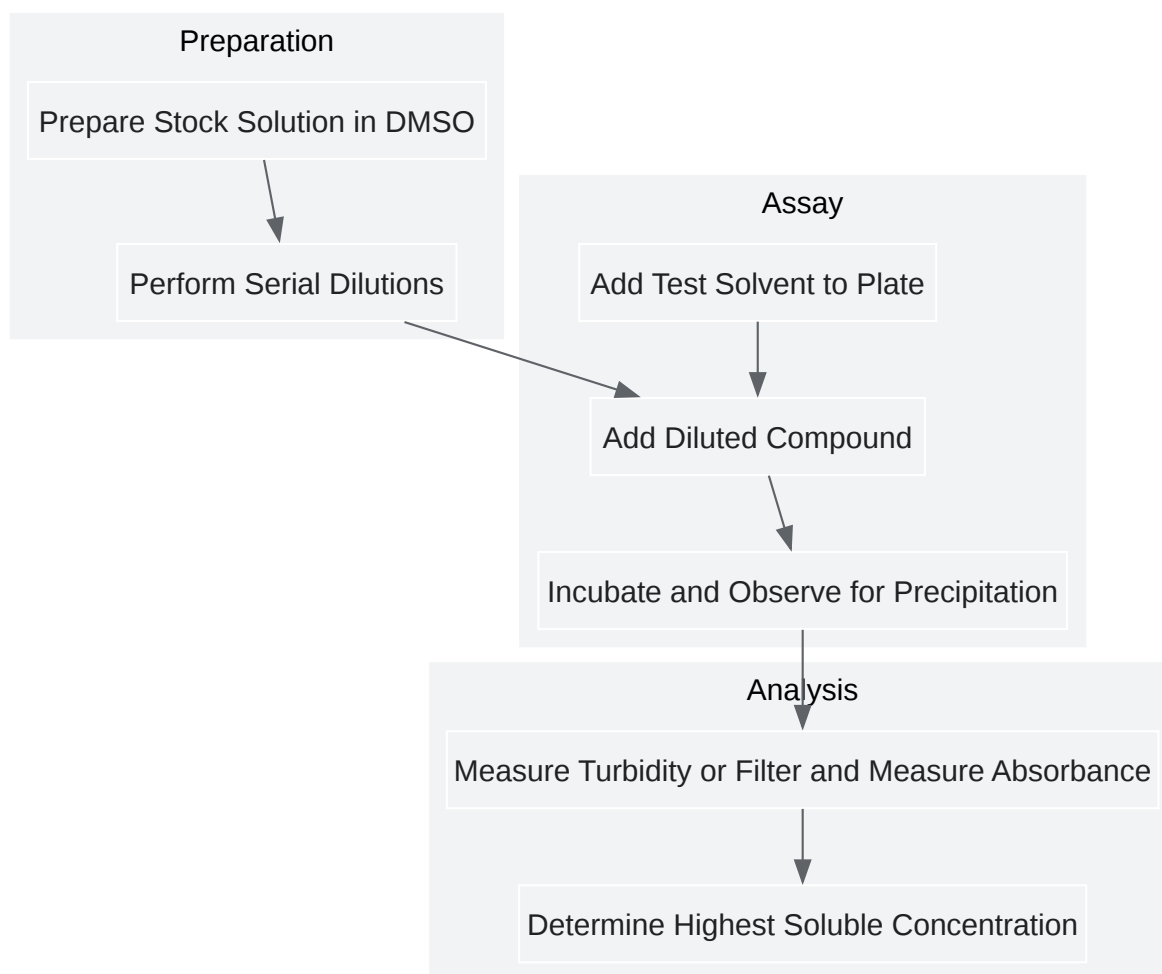 Preparation
Prepare Stock Solution in DMSO
Perform Serial Dilutions
Assay
Add Test Solvent to Plate
Add Diluted Compound
Incubate and Observe for Precipitation
Analysis
Measure Turbidity or Filter and Measure Absorbance
Determine Highest Soluble Concentration